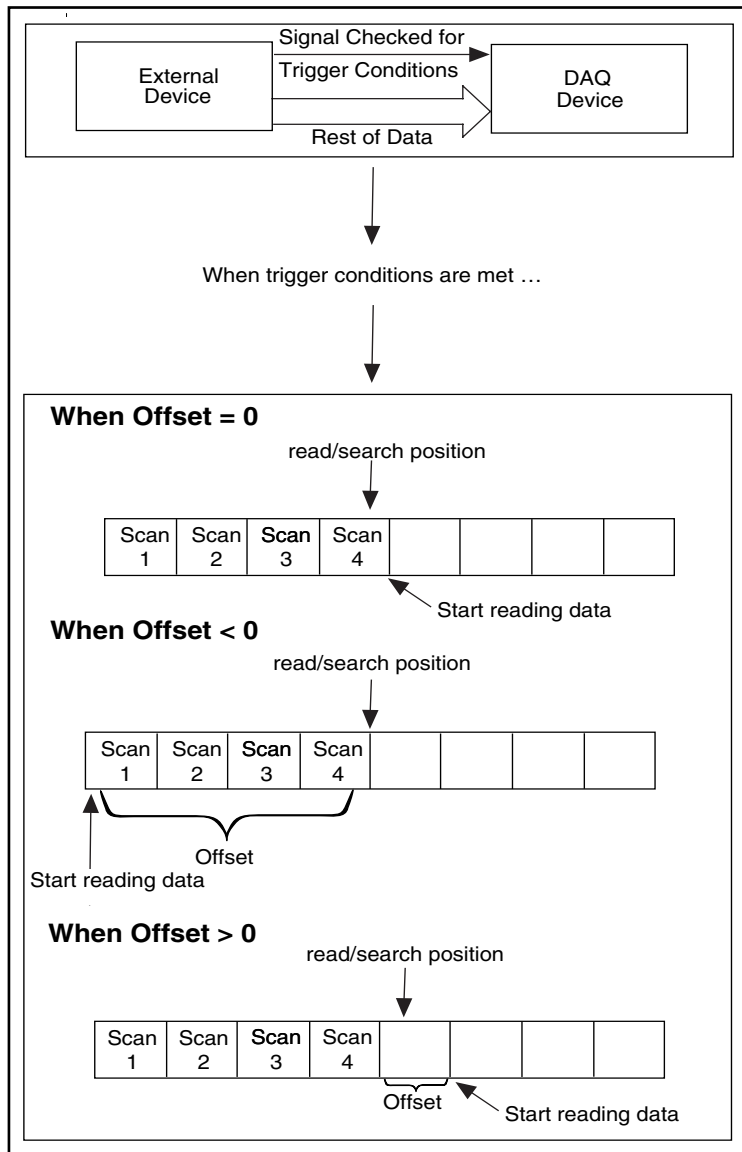 Signal Checked for
Trigger Conditions
External
Device
DAQ
Device
Rest of Data
When trigger conditions are met …
When Offset = 0
read/search position
Scan
1
Scan
2
Scan
3
Scan
4
Start reading data
When Offset < 0
read/search position
Scan
1
Scan
2
Scan
3
Scan
4
Offset
Start reading data
When Offset > 0
read/search position
Scan
1
Scan
2
Scan
3
Scan
4
Offset
Start reading data